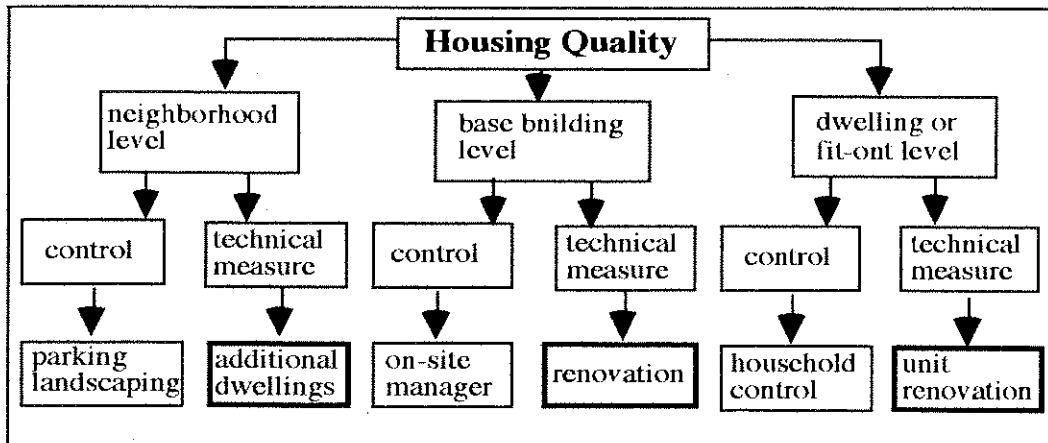 Housing Quality
neighborhood
level
base bnilding
level
dwelling or
fit-ont level
control
technical
measure
control
technical
measure
control
technical
measure
parking
landscaping
additional
dwellings
on-site
manager
renovation
household
control
unit
renovation